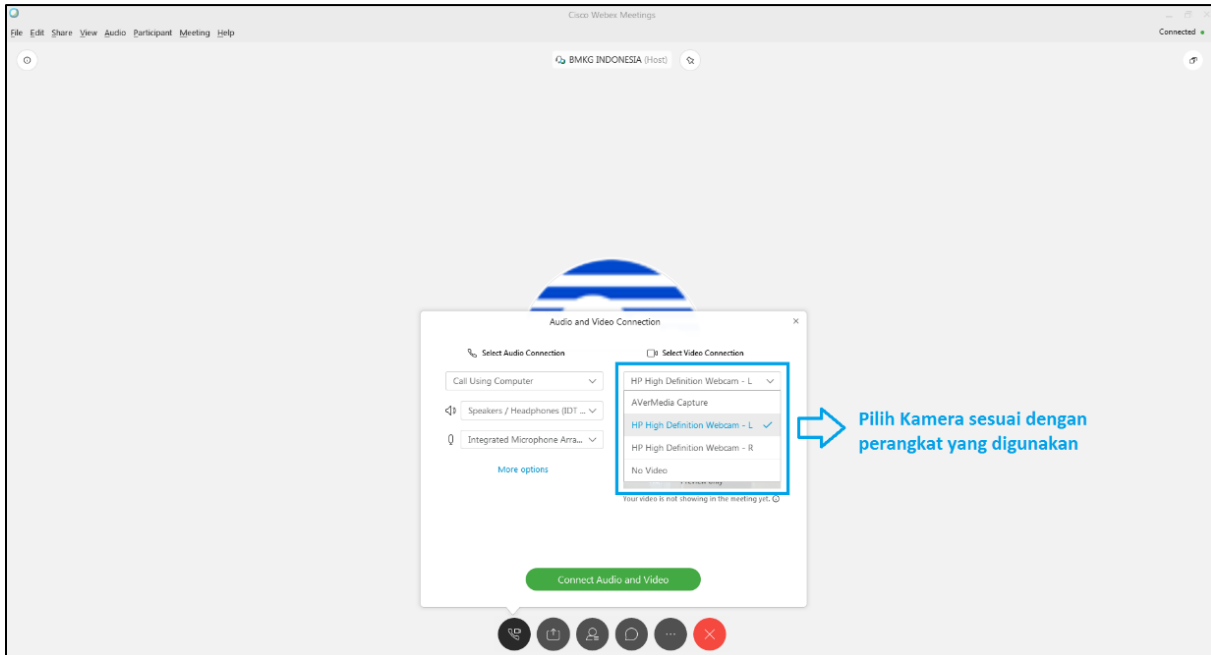 Cisco Webex Meetings
File Edit Share View Audio Participant Meeting Help
Connected
BMKG INDONESIA (Host)
Audio and Video Connection
Select Audio Connection
Call Using Computer
Speakers / Headphones (IDT ...
Integrated Microphone Arra...
More options
Select Video Connection
HP High Definition Webcam - L
AVerMedia Capture
HP High Definition Webcam - L
HP High Definition Webcam - R
No Video
Preview only
Your video is not showing in the meeting yet.
Connect Audio and Video
Pilih Kamera sesuai dengan
perangkat yang digunakan